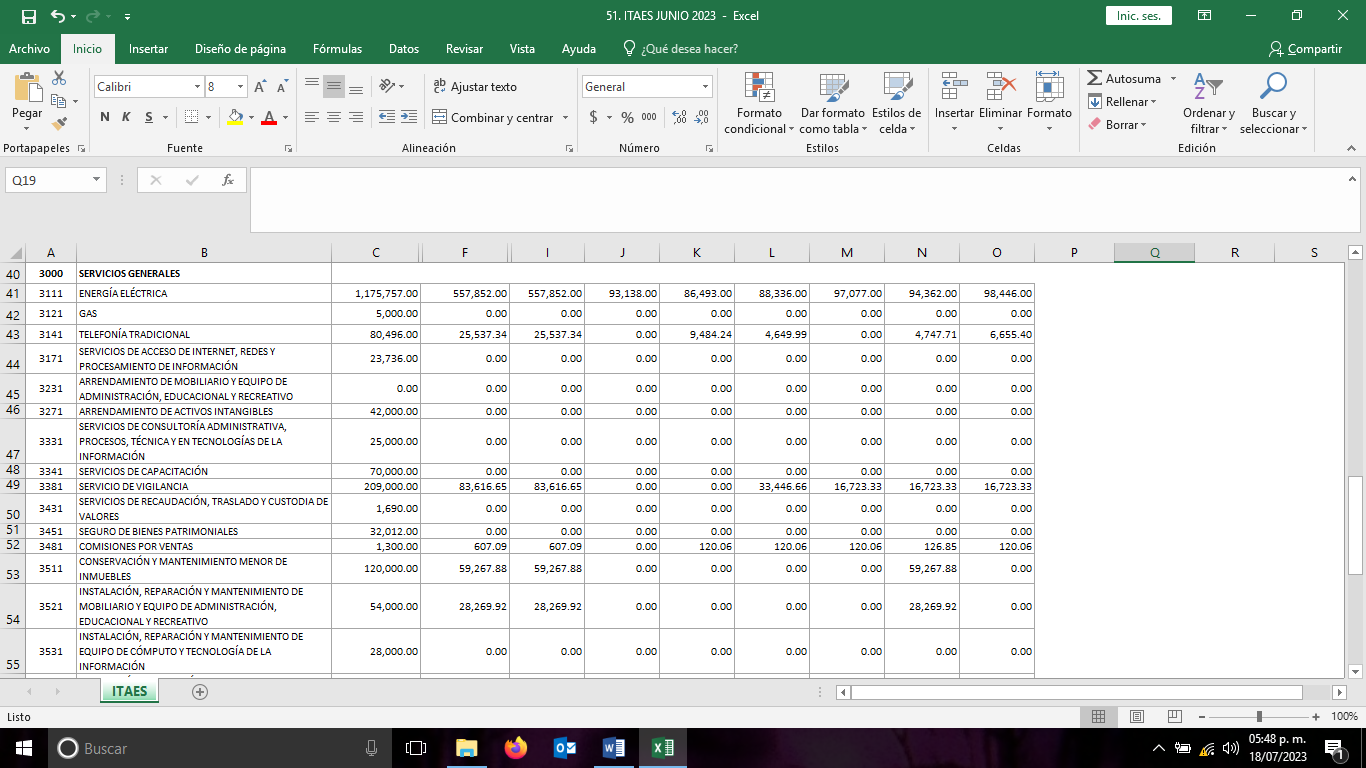 51. ITAES JUNIO 2023 - Excel
Inic. ses.
Archivo Inicio Insertar Diseño de página Fórmulas Datos Revisar Vista Ayuda ¿Qué desea hacer? Compartir
Calibri 8 Ajustar texto General Autosuma
Pegar Formato Dar formato Estilos de Insertar Eliminar Formato Rellenar Ordenar y Buscar y
N K S Combinar y centrar $ % 000 condicional como tabla celda Borrar filtrar seleccionar
Portapapeles Fuente Alineación Número Estilos Celdas Edición
Q19 fx
A B C F I J K L M N O P Q R S
40 3000 SERVICIOS GENERALES
41 3111 ENERGÍA ELÉCTRICA 1,175,757.00 557,852.00 557,852.00 93,138.00 86,493.00 88,336.00 97,077.00 94,362.00 98,446.00
42 3121 GAS 5,000.00 0.00 0.00 0.00 0.00 0.00 0.00 0.00 0.00
43 3141 TELEFONÍA TRADICIONAL 80,496.00 25,537.34 25,537.34 0.00 9,484.24 4,649.99 0.00 4,747.71 6,655.40
SERVICIOS DE ACCESO DE INTERNET, REDES Y
44 3171 PROCESAMIENTO DE INFORMACIÓN 23,736.00 0.00 0.00 0.00 0.00 0.00 0.00 0.00 0.00
ARRENDAMIENTO DE MOBILIARIO Y EQUIPO DE
45 3231 ADMINISTRACIÓN, EDUCACIONAL Y RECREATIVO 0.00 0.00 0.00 0.00 0.00 0.00 0.00 0.00 0.00
46 3271 ARRENDAMIENTO DE ACTIVOS INTANGIBLES 42,000.00 0.00 0.00 0.00 0.00 0.00 0.00 0.00 0.00
SERVICIOS DE CONSULTORÍA ADMINISTRATIVA,
3331 PROCESOS, TÉCNICA Y EN TECNOLOGÍAS DE LA 25,000.00 0.00 0.00 0.00 0.00 0.00 0.00 0.00 0.00
47 INFORMACIÓN
48 3341 SERVICIOS DE CAPACITACIÓN 70,000.00 0.00 0.00 0.00 0.00 0.00 0.00 0.00 0.00
49 3381 SERVICIO DE VIGILANCIA 209,000.00 83,616.65 83,616.65 0.00 0.00 33,446.66 16,723.33 16,723.33 16,723.33
SERVICIOS DE RECAUDACIÓN, TRASLADO Y CUSTODIA DE
50 3431 VALORES 1,690.00 0.00 0.00 0.00 0.00 0.00 0.00 0.00 0.00
51 3451 SEGURO DE BIENES PATRIMONIALES 32,012.00 0.00 0.00 0.00 0.00 0.00 0.00 0.00 0.00
52 3481 COMISIONES POR VENTAS 1,300.00 607.09 607.09 0.00 120.06 120.06 120.06 126.85 120.06
CONSERVACIÓN Y MANTENIMIENTO MENOR DE
53 3511 INMUEBLES 120,000.00 59,267.88 59,267.88 0.00 0.00 0.00 0.00 59,267.88 0.00
INSTALACIÓN, REPARACIÓN Y MANTENIMIENTO DE
3521 MOBILIARIO Y EQUIPO DE ADMINISTRACIÓN, 54,000.00 28,269.92 28,269.92 0.00 0.00 0.00 0.00 28,269.92 0.00
54 EDUCACIONAL Y RECREATIVO
INSTALACIÓN, REPARACIÓN Y MANTENIMIENTO DE
3531 EQUIPO DE CÓMPUTO Y TECNOLOGÍA DE LA 28,000.00 0.00 0.00 0.00 0.00 0.00 0.00 0.00 0.00
55 INFORMACIÓN
ITAES
Listo 100%
Buscar
05:48 p. m.
18/07/2023
1